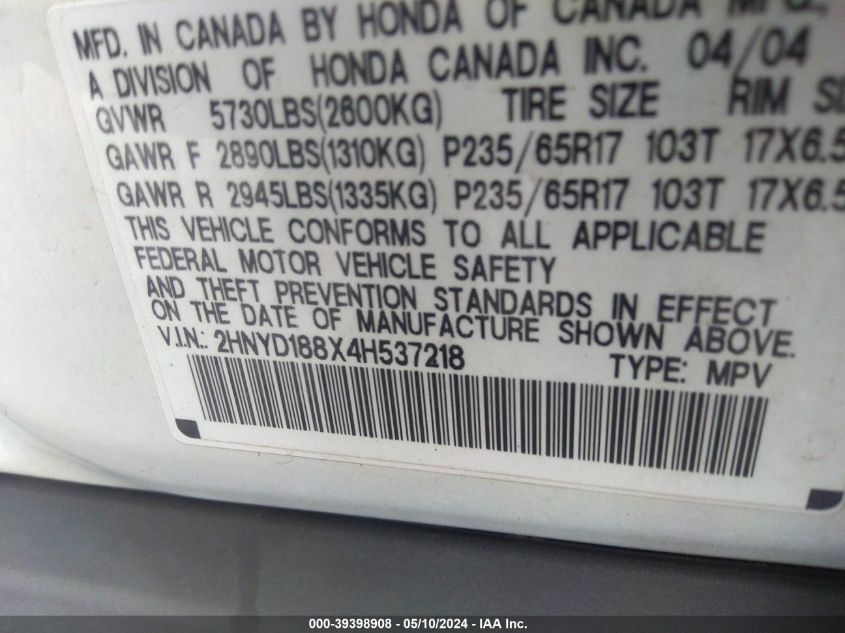 MFD. IN CANADA BY HONDA OF CANADA MFG.,
A DIVISION OF HONDA CANADA INC. 04/04
GVWR 5730LBS(2600KG) TIRE SIZE RIM
GAWR F 2890LBS(1310KG) P235/65R17 103T 17X6.5
GAWR R 2945LBS(1335KG) P235/65R17 103T 17X6.5
THIS VEHICLE CONFORMS TO ALL APPLICABLE
FEDERAL MOTOR VEHICLE SAFETY
AND THEFT PREVENTION STANDARDS IN EFFECT
ON THE DATE OF MANUFACTURE SHOWN ABOVE.
V.I.N.: 2HNYD188X4H537218 TYPE: MPV
000-39398908 - 05/10/2024 - IAA Inc.